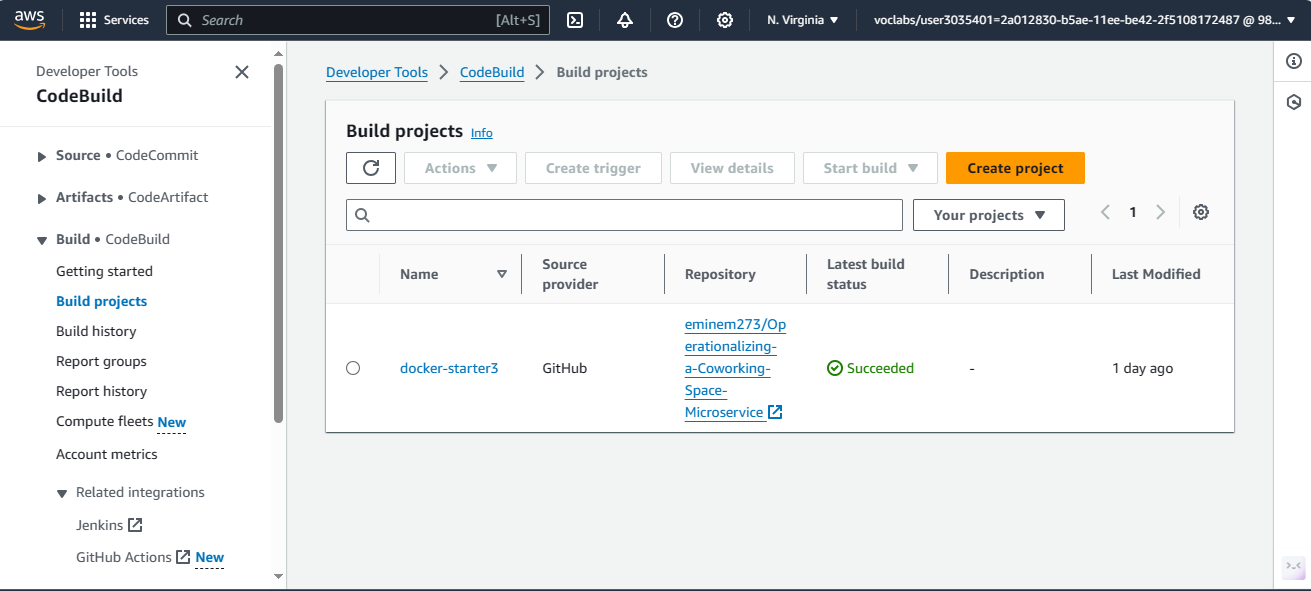 aws
Services
Search [Alt+S]
N. Virginia
voclabs/user3035401=2a012830-b5ae-11ee-be42-2f5108172487 @ 98...
Developer Tools
CodeBuild
Source • CodeCommit
Artifacts • CodeArtifact
Build • CodeBuild
Getting started
Build projects
Build history
Report groups
Report history
Compute fleets New
Account metrics
Related integrations
Jenkins
GitHub Actions New
Developer Tools > CodeBuild > Build projects
Build projects Info
Actions
Create trigger
View details
Start build
Create project
Your projects
1
Name
Source
provider
Repository
Latest build
status
Description
Last Modified
docker-starter3
GitHub
eminem273/Op
erationalizing-
a-Coworking-
Space-
Microservice
Succeeded
-
1 day ago